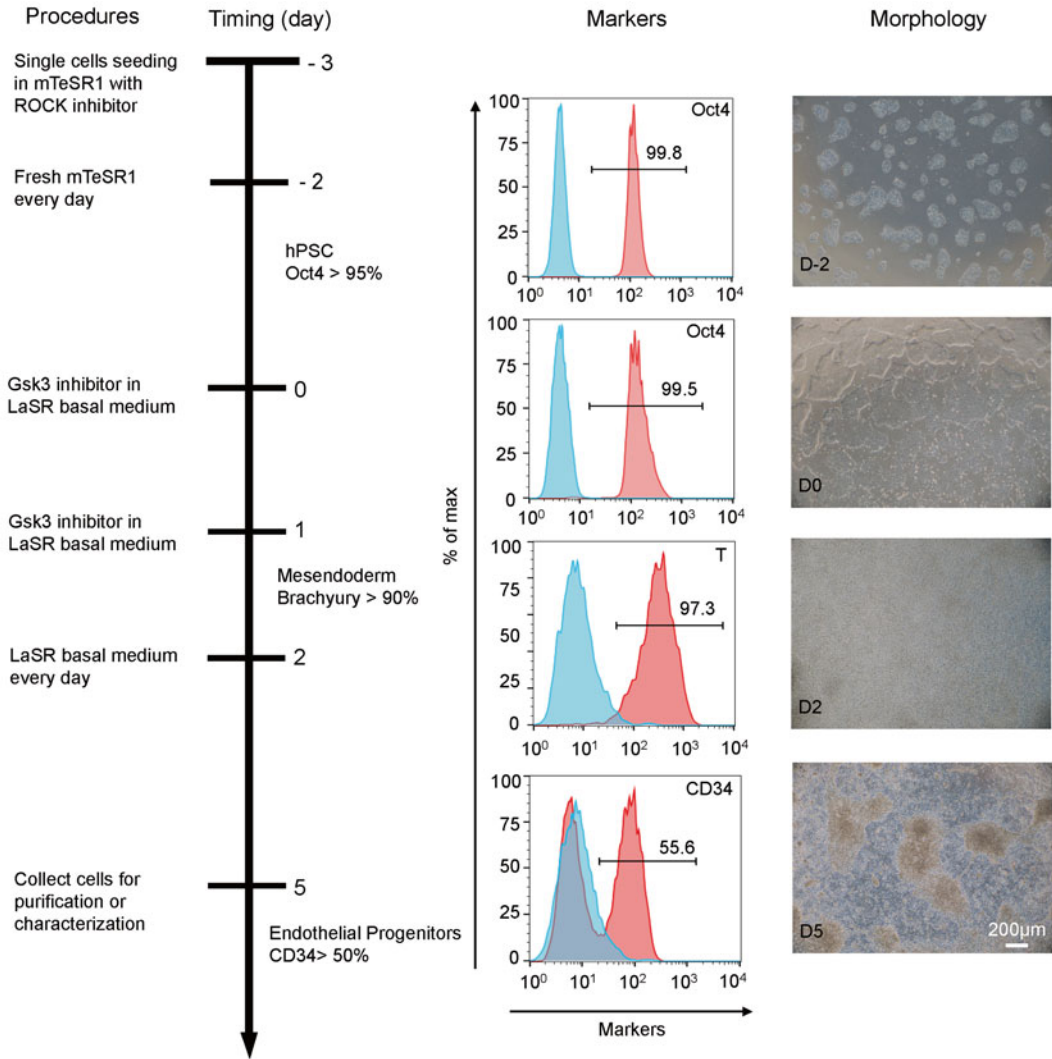 Procedures
Timing (day)
Markers
Morphology
Single cells seeding
in mTeSR1 with
ROCK inhibitor
- 3
Fresh mTeSR1
every day
- 2
hPSC
Oct4 > 95%
Gsk3 inhibitor in
LaSR basal medium
0
Gsk3 inhibitor in
LaSR basal medium
1
Mesendoderm
Brachyury > 90%
LaSR basal medium
every day
2
Collect cells for
purification or
characterization
5
Endothelial Progenitors
CD34> 50%
% of max
100
75
50
25
0
Oct4
99.8
10⁰ 10¹ 10² 10³ 10⁴
100
75
50
25
0
Oct4
99.5
10⁰ 10¹ 10² 10³ 10⁴
100
75
50
25
0
T
97.3
10⁰ 10¹ 10² 10³ 10⁴
100
75
50
25
0
CD34
55.6
10⁰ 10¹ 10² 10³ 10⁴
Markers
D-2
D0
D2
D5
200µm